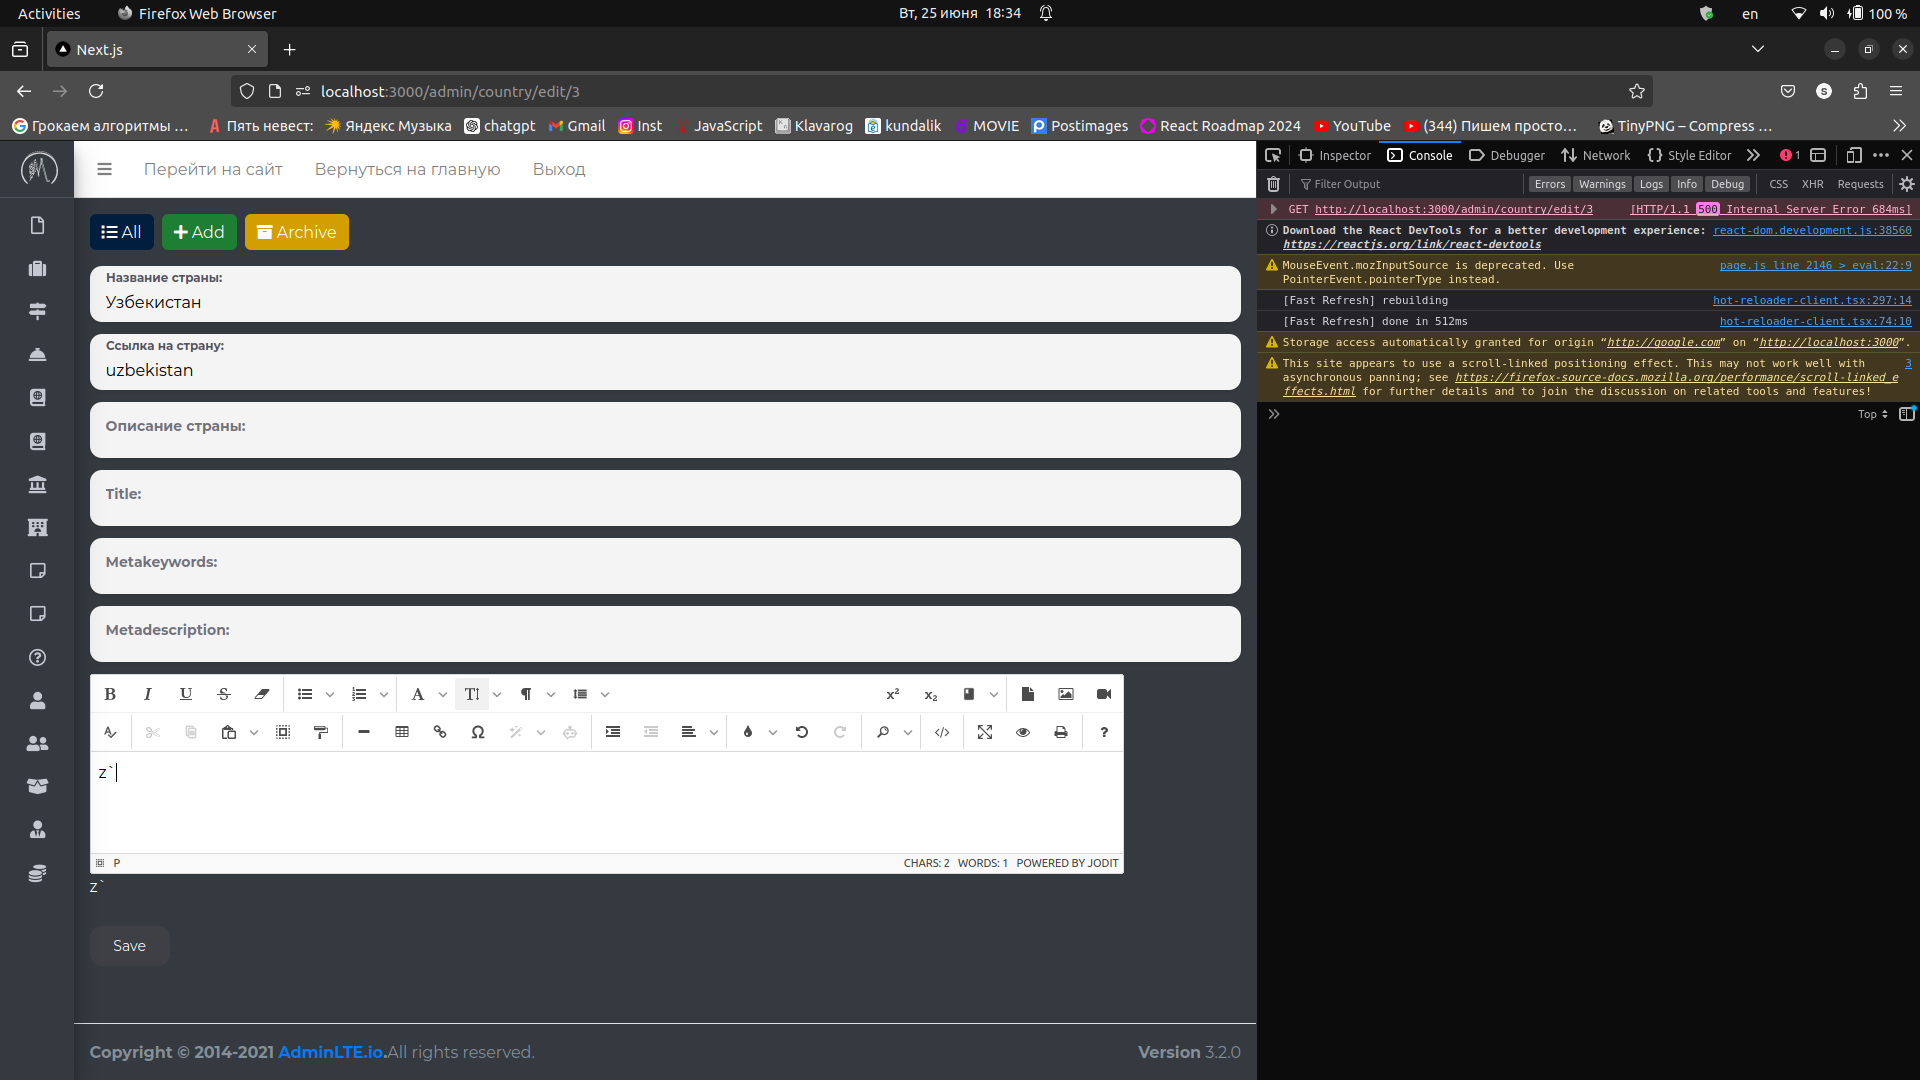 Activities Firefox Web Browser Вт, 25 июня 18:34 en 100 %
Next.js
localhost:3000/admin/country/edit/3
Грокаем алгоритмы … Пять невест: Яндекс Музыка chatgpt Gmail Inst JavaScript Klavarog kundalik MOVIE Postimages React Roadmap 2024 YouTube (344) Пишем просто… TinyPNG – Compress …
Перейти на сайт Вернуться на главную Выход
All Add Archive
Название страны:
Узбекистан
Ссылка на страну:
uzbekistan
Описание страны:
Title:
Metakeywords:
Metadescription:
z`
P CHARS: 2 WORDS: 1 POWERED BY JODIT
z`
Save
Copyright © 2014-2021 AdminLTE.io. All rights reserved. Version 3.2.0
Inspector Console Debugger Network Style Editor 1
Filter Output Errors Warnings Logs Info Debug CSS XHR Requests
GET http://localhost:3000/admin/country/edit/3 [HTTP/1.1 500 Internal Server Error 684ms]
Download the React DevTools for a better development experience: react-dom.development.js:38560
https://reactjs.org/link/react-devtools
MouseEvent.mozInputSource is deprecated. Use page.js line 2146 > eval:22:9
PointerEvent.pointerType instead.
[Fast Refresh] rebuilding hot-reloader-client.tsx:297:14
[Fast Refresh] done in 512ms hot-reloader-client.tsx:74:10
Storage access automatically granted for origin “http://google.com” on “http://localhost:3000”.
This site appears to use a scroll-linked positioning effect. This may not work well with 3
asynchronous panning; see https://firefox-source-docs.mozilla.org/performance/scroll-linked_e
ffects.html for further details and to join the discussion on related tools and features!
Top